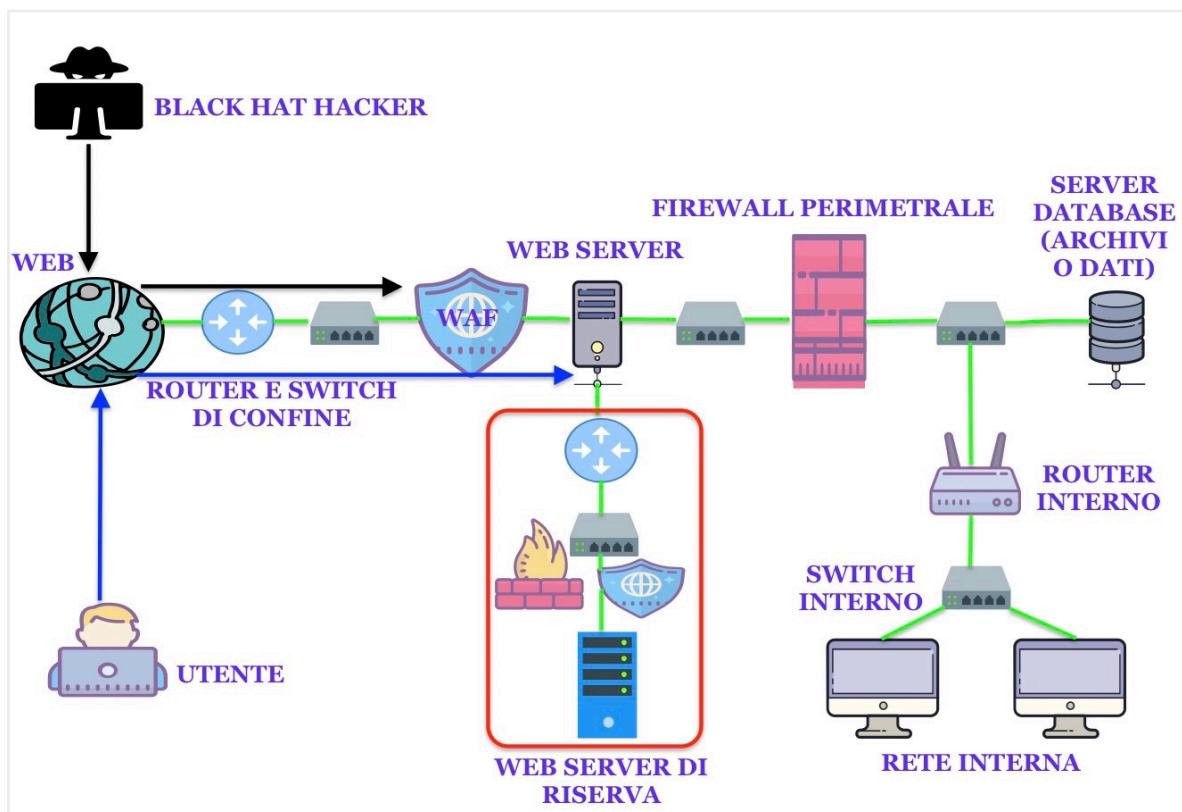 BLACK HAT HACKER
WEB
ROUTER E SWITCH
DI CONFINE
WAF
WEB SERVER
FIREWALL PERIMETRALE
SERVER
DATABASE
(ARCHIVI
O DATI)
ROUTER
INTERNO
SWITCH
INTERNO
RETE INTERNA
UTENTE
WEB SERVER DI
RISERVA